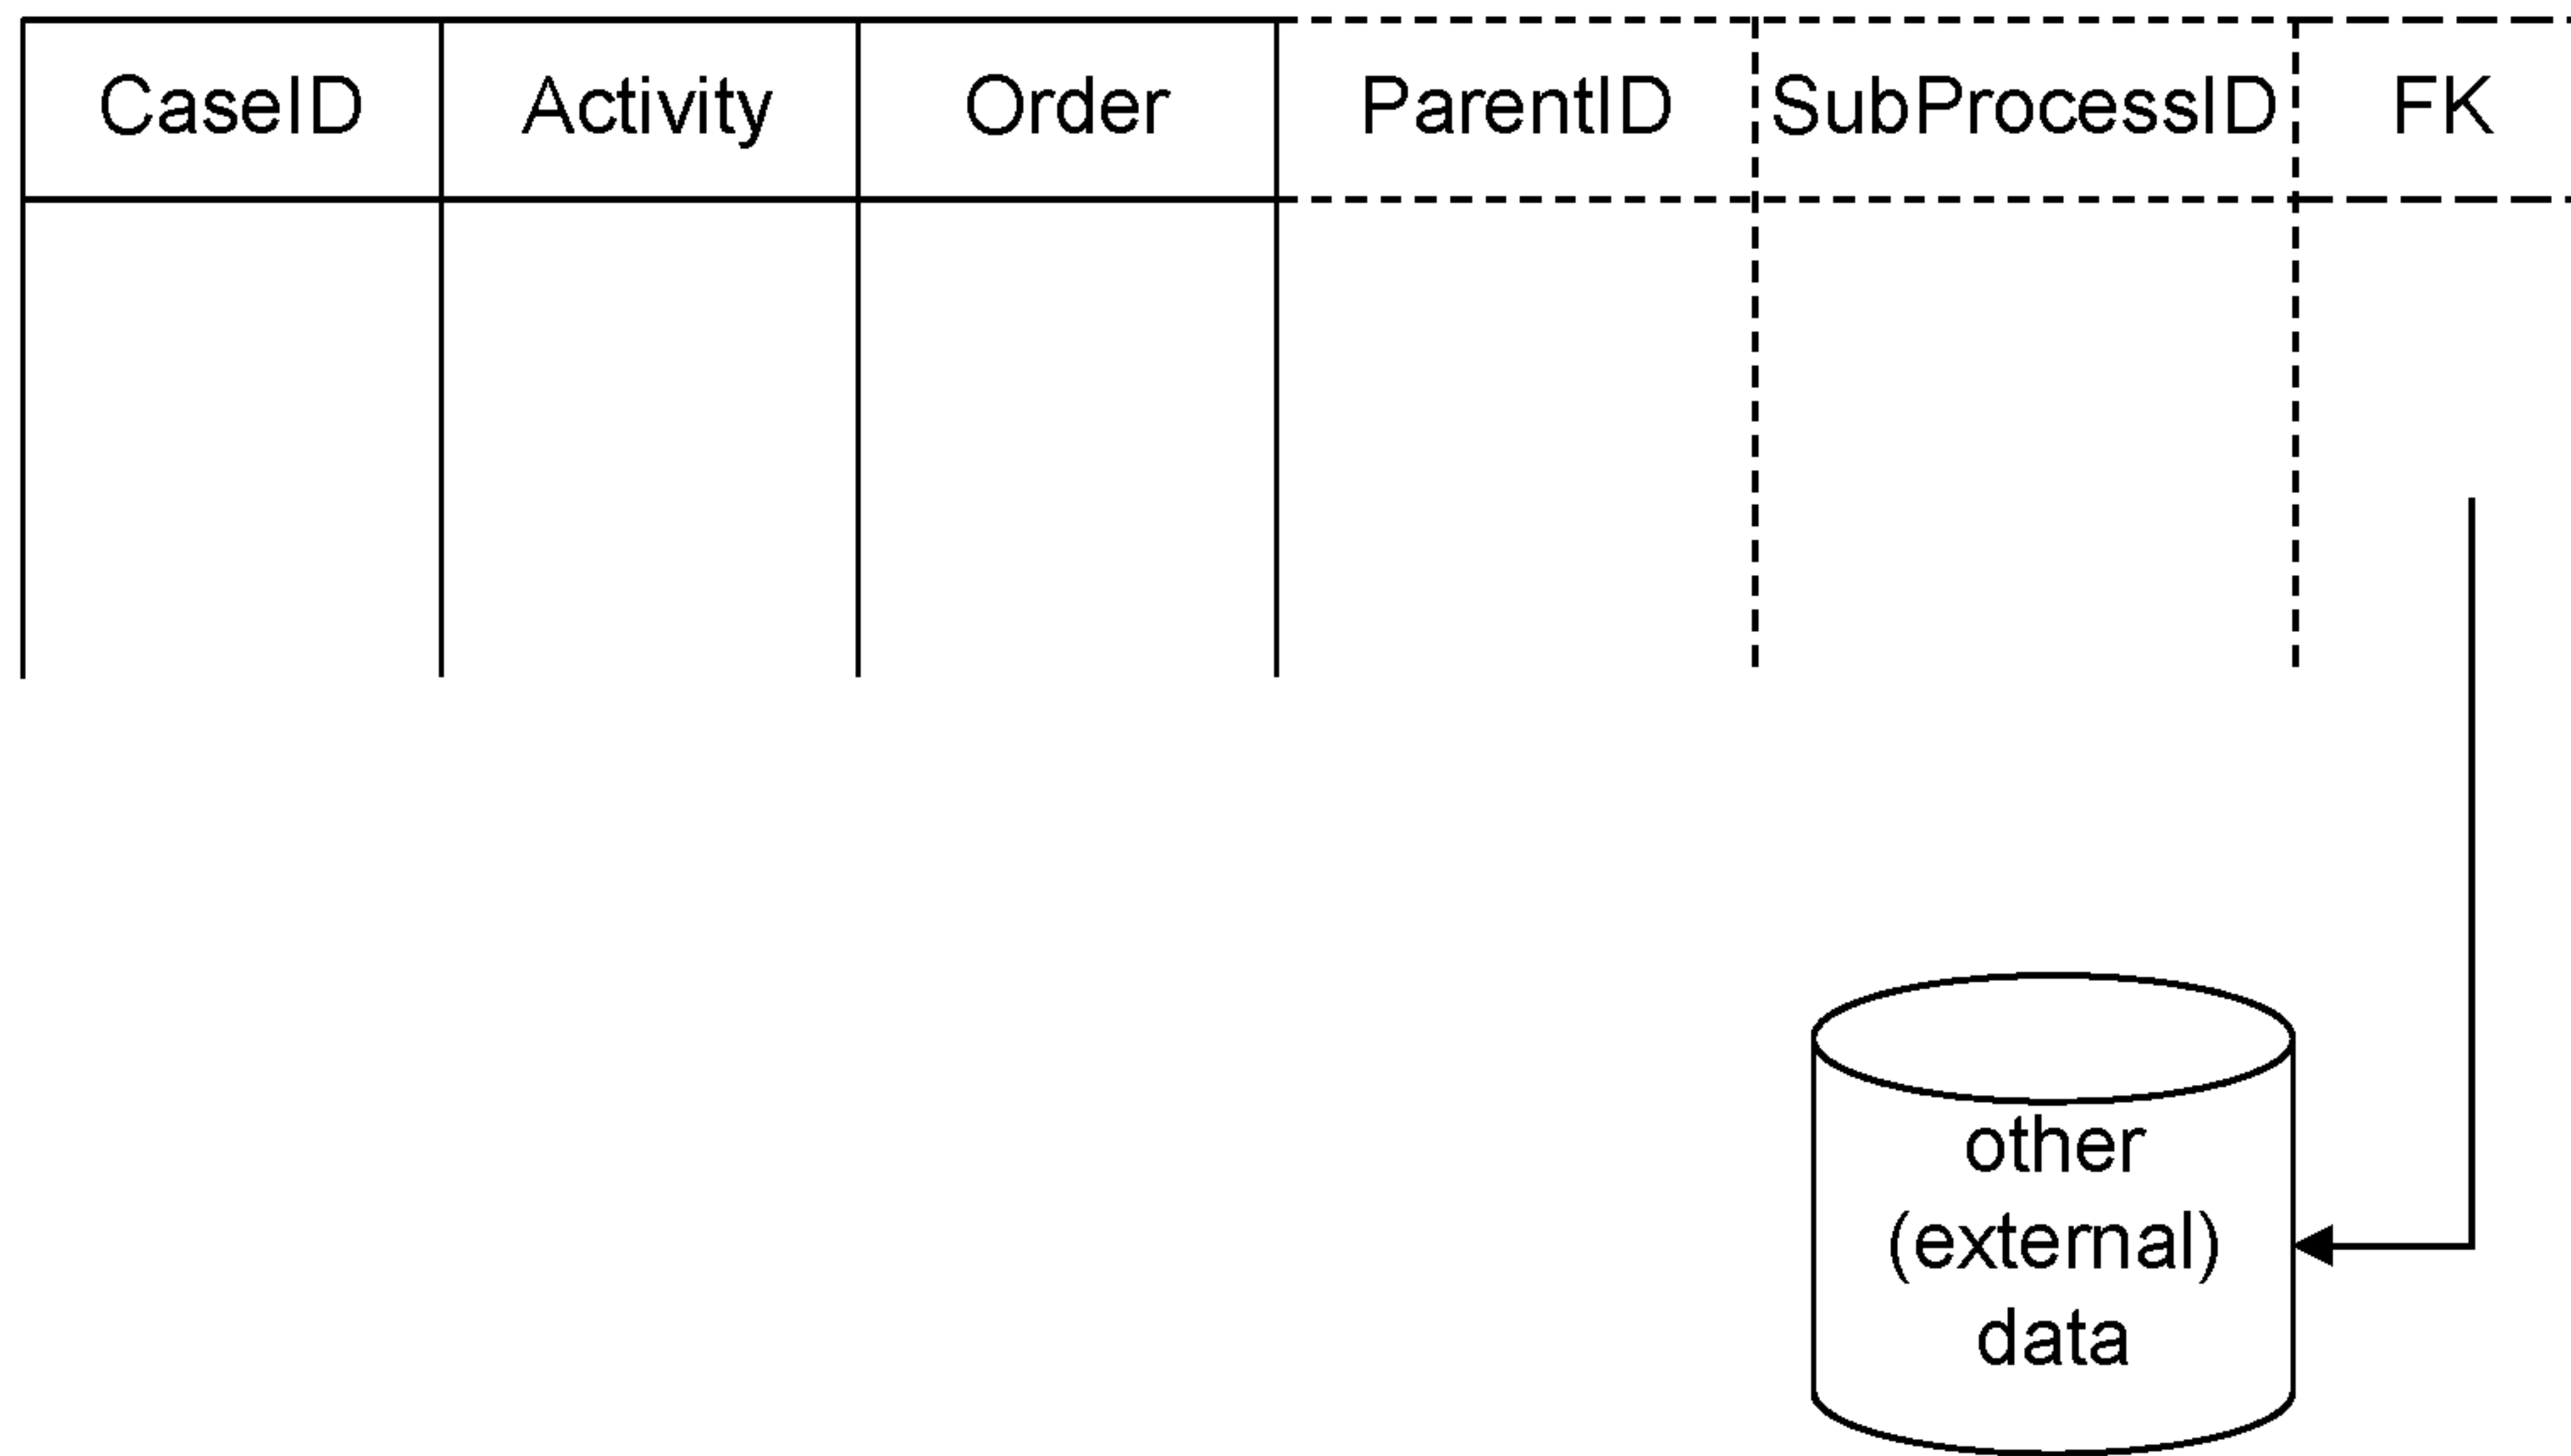 CaseID Activity Order ParentID SubProcessID FK
other
(external)
data